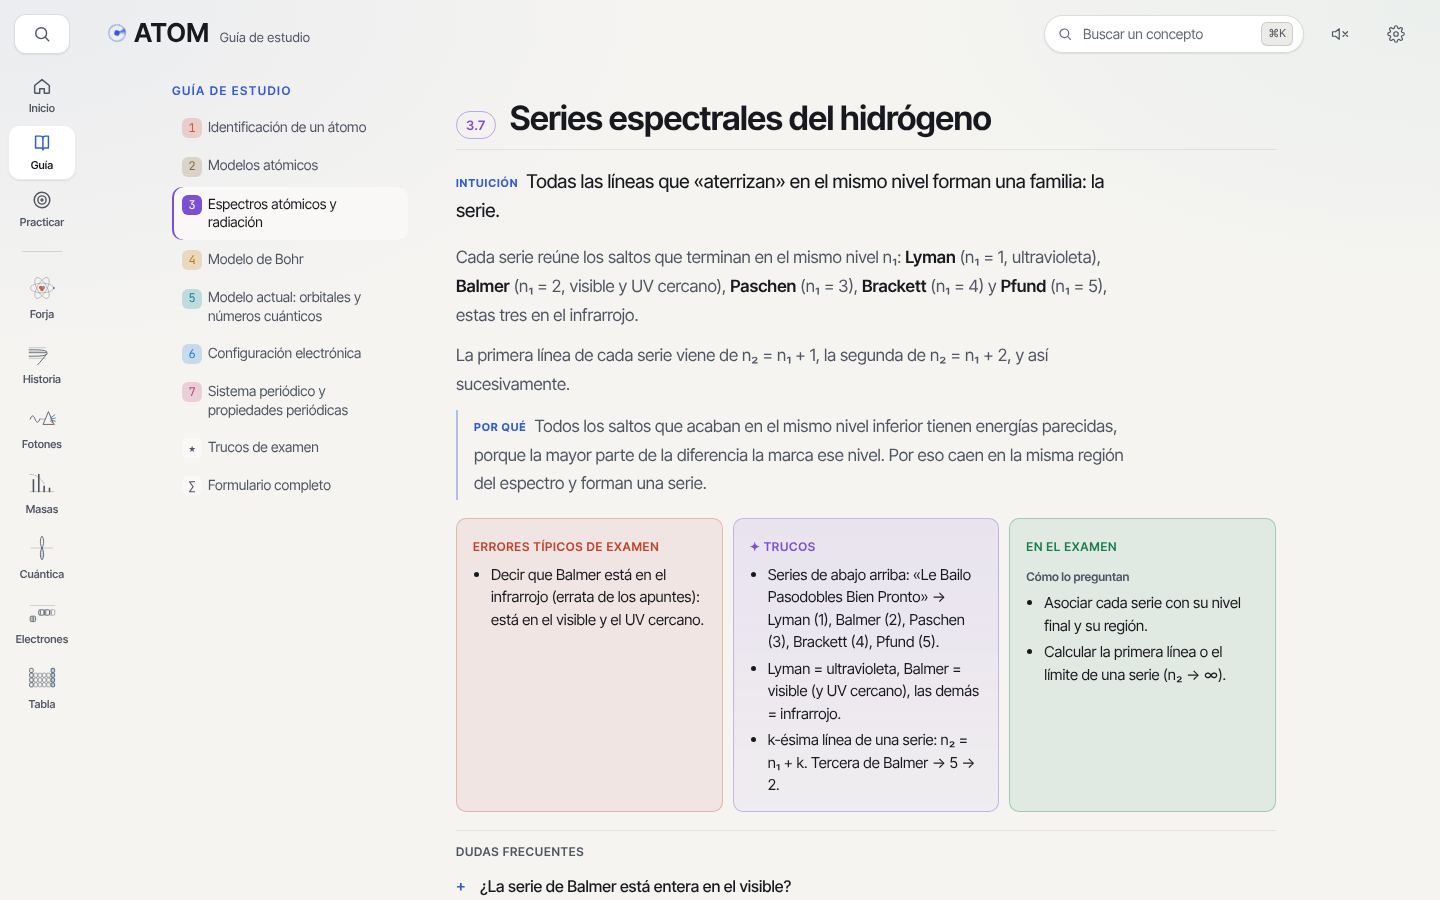 ATOM Guía de estudio
Buscar un concepto ⌘K
Inicio
Guía
Practicar
Forja
Historia
Fotones
Masas
Cuántica
Electrones
Tabla
GUÍA DE ESTUDIO
1 Identificación de un átomo
2 Modelos atómicos
3 Espectros atómicos y
radiación
4 Modelo de Bohr
5 Modelo actual: orbitales y
números cuánticos
6 Configuración electrónica
7 Sistema periódico y
propiedades periódicas
★ Trucos de examen
∑ Formulario completo
3.7 Series espectrales del hidrógeno
INTUICIÓN Todas las líneas que «aterrizan» en el mismo nivel forman una familia: la
serie.
Cada serie reúne los saltos que terminan en el mismo nivel n₁: Lyman (n₁ = 1, ultravioleta),
Balmer (n₁ = 2, visible y UV cercano), Paschen (n₁ = 3), Brackett (n₁ = 4) y Pfund (n₁ = 5),
estas tres en el infrarrojo.
La primera línea de cada serie viene de n₂ = n₁ + 1, la segunda de n₂ = n₁ + 2, y así
sucesivamente.
POR QUÉ Todos los saltos que acaban en el mismo nivel inferior tienen energías parecidas,
porque la mayor parte de la diferencia la marca ese nivel. Por eso caen en la misma región
del espectro y forman una serie.
ERRORES TÍPICOS DE EXAMEN
• Decir que Balmer está en el
infrarrojo (errata de los apuntes):
está en el visible y el UV cercano.
✦ TRUCOS
• Series de abajo arriba: «Le Bailo
Pasodobles Bien Pronto» →
Lyman (1), Balmer (2), Paschen
(3), Brackett (4), Pfund (5).
• Lyman = ultravioleta, Balmer =
visible (y UV cercano), las demás
= infrarrojo.
• k-ésima línea de una serie: n₂ =
n₁ + k. Tercera de Balmer → 5 →
2.
EN EL EXAMEN
Cómo lo preguntan
• Asociar cada serie con su nivel
final y su región.
• Calcular la primera línea o el
límite de una serie (n₂ → ∞).
DUDAS FRECUENTES
+ ¿La serie de Balmer está entera en el visible?